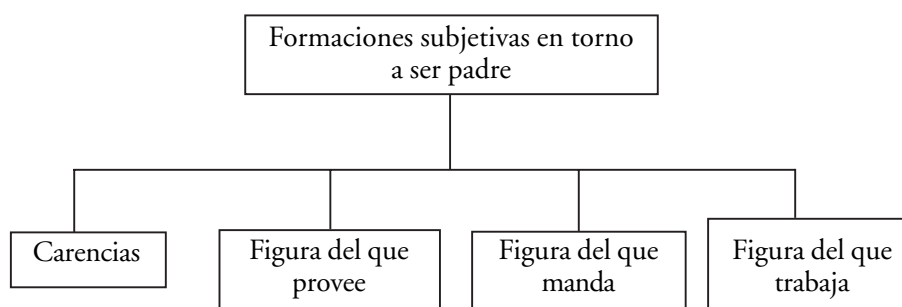 Formaciones subjetivas en torno
a ser padre
Carencias
Figura del que
provee
Figura del que
manda
Figura del que
trabaja